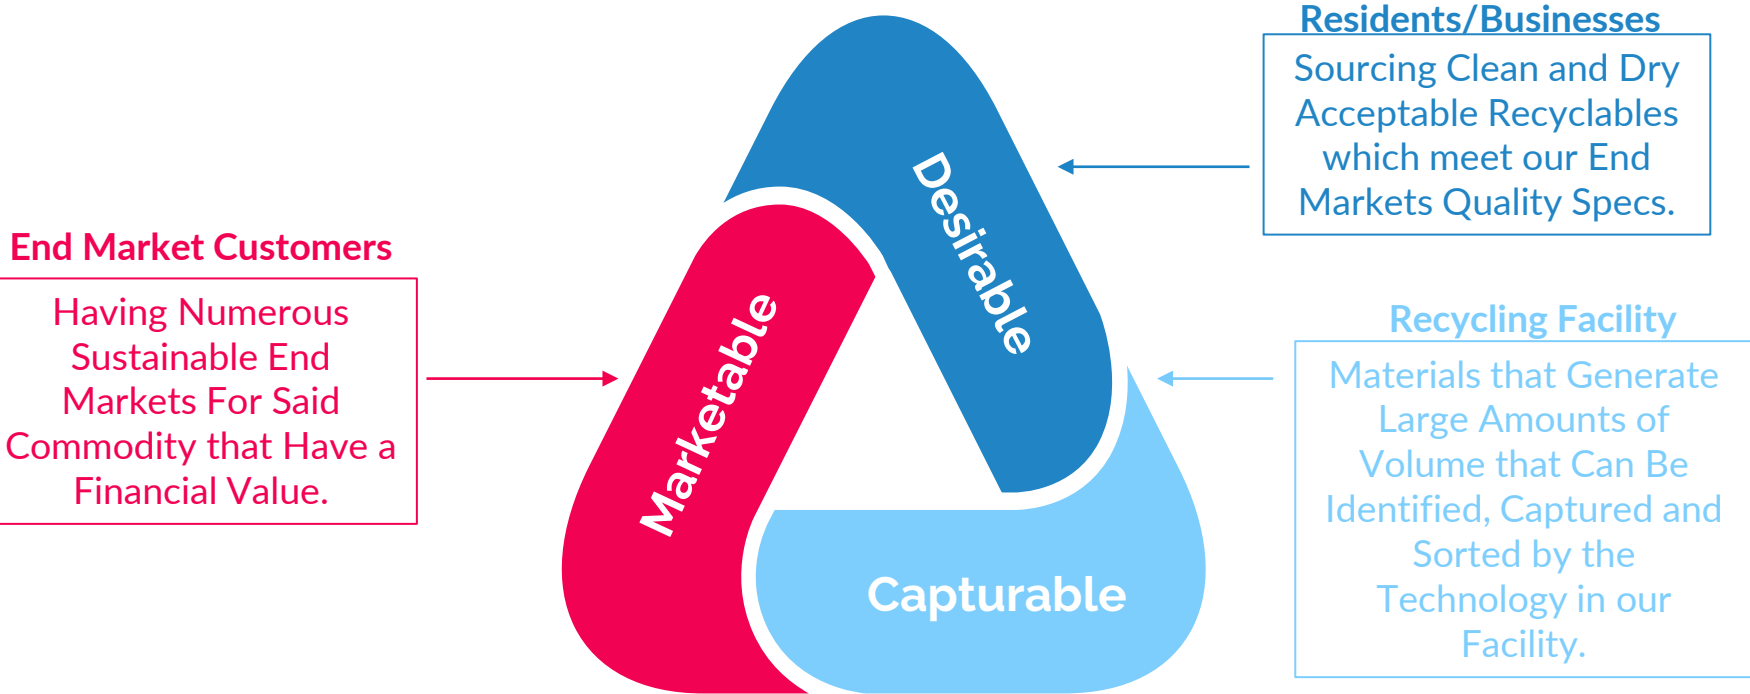 Residents/Businesses
Sourcing Clean and Dry
Acceptable Recyclables
which meet our End
Markets Quality Specs.
Desirable
End Market Customers
Having Numerous
Sustainable End
Markets For Said
Commodity that Have a
Financial Value.
Marketable
Recycling Facility
Materials that Generate
Large Amounts of
Volume that Can Be
Identified, Captured and
Sorted by the
Technology in our
Facility.
Capturable